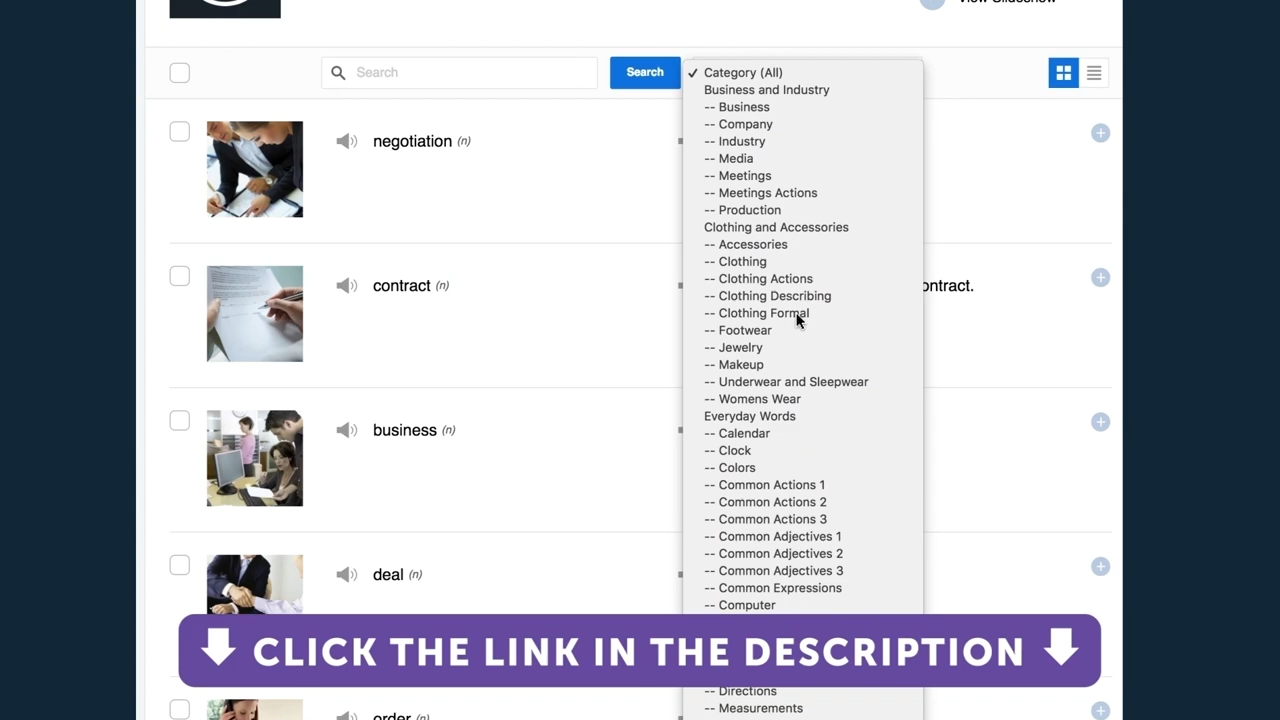 View Slideshow
Search
Search
✓ Category (All)
Business and Industry
-- Business
-- Company
-- Industry
-- Media
-- Meetings
-- Meetings Actions
-- Production
Clothing and Accessories
-- Accessories
-- Clothing
-- Clothing Actions
-- Clothing Describing
-- Clothing Formal
-- Footwear
-- Jewelry
-- Makeup
-- Underwear and Sleepwear
-- Womens Wear
Everyday Words
-- Calendar
-- Clock
-- Colors
-- Common Actions 1
-- Common Actions 2
-- Common Actions 3
-- Common Adjectives 1
-- Common Adjectives 2
-- Common Adjectives 3
-- Common Expressions
-- Computer
-- Directions
-- Measurements
negotiation (n)
contract (n)
ontract.
business (n)
deal (n)
order (n)
CLICK THE LINK IN THE DESCRIPTION